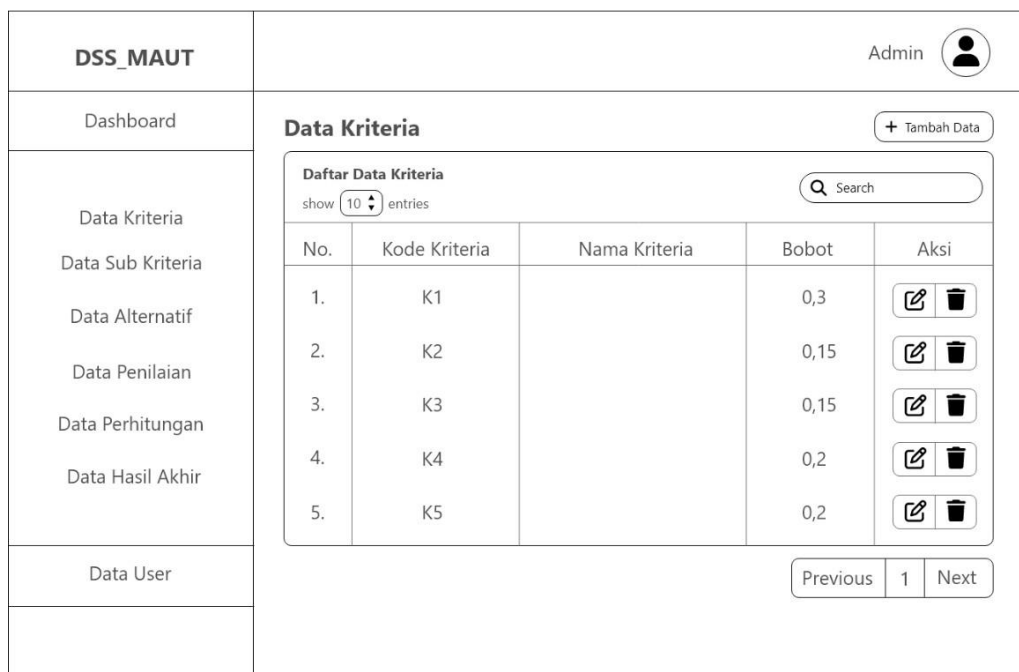 DSS_MAUT
Admin
Dashboard
Data Kriteria
Data Sub Kriteria
Data Alternatif
Data Penilaian
Data Perhitungan
Data Hasil Akhir
Data User
Data Kriteria
+ Tambah Data
Daftar Data Kriteria
show 10 entries
Search
No. Kode Kriteria Nama Kriteria Bobot Aksi
1. K1 0,3
2. K2 0,15
3. K3 0,15
4. K4 0,2
5. K5 0,2
Previous 1 Next